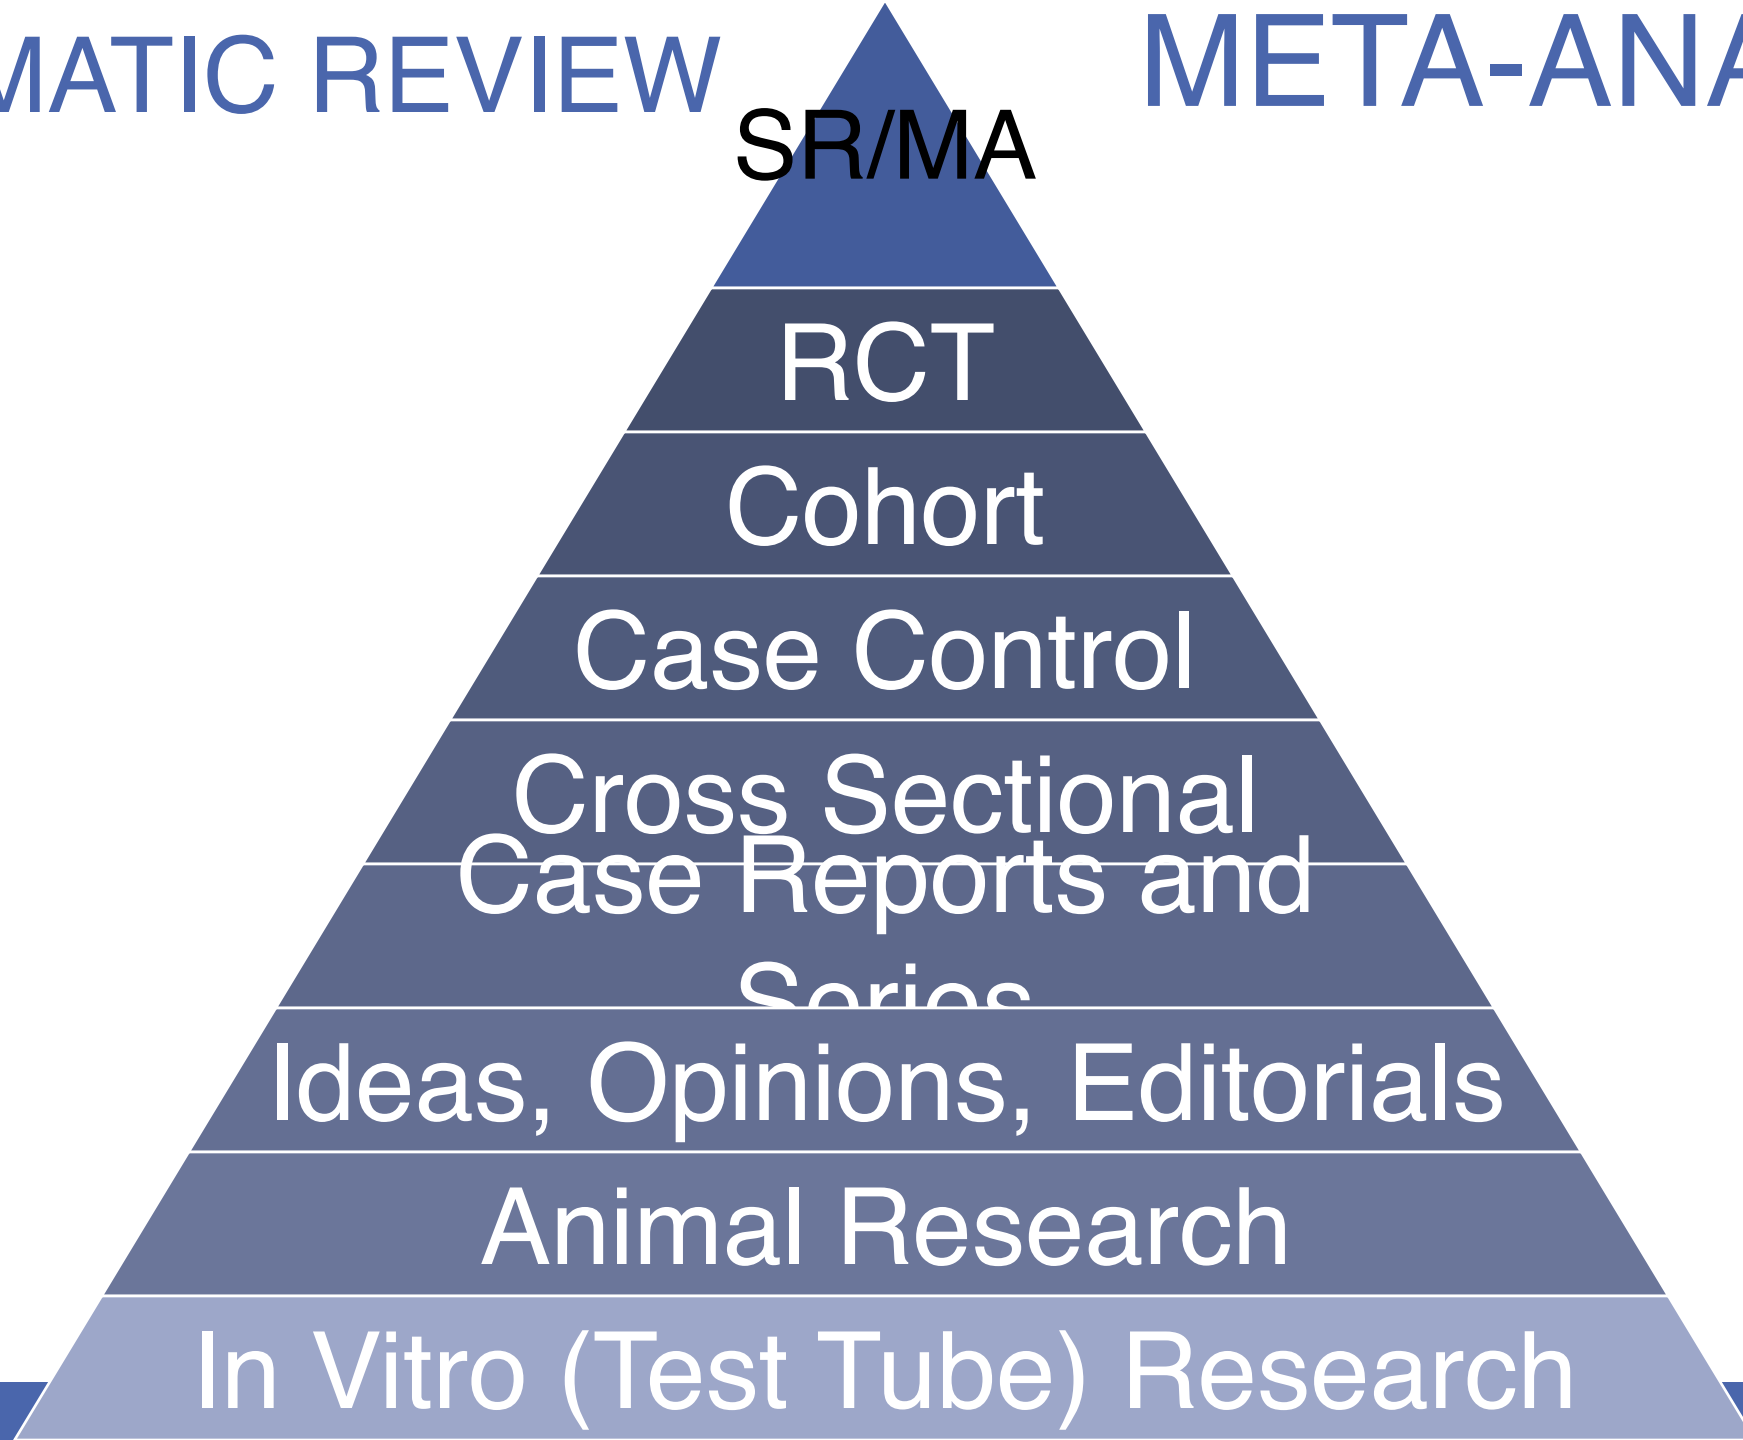 MATIC REVIEW
META-ANA
SR/MA
RCT
Cohort
Case Control
Cross Sectional
Case Reports and
Series
Ideas, Opinions, Editorials
Animal Research
In Vitro (Test Tube) Research